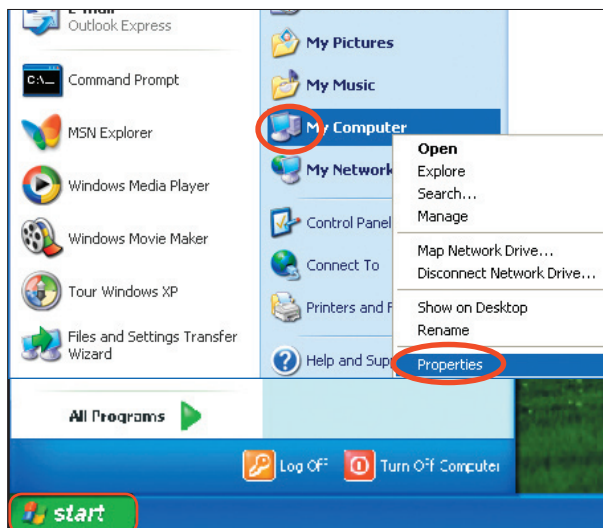 E-mail
Outlook Express
C:\_
Command Prompt
MSN Explorer
Windows Media Player
Windows Movie Maker
Tour Windows XP
Files and Settings Transfer
Wizard
All Programs
My Pictures
My Music
My Computer
My Network
Control Panel
Connect To
Printers and F
Help and Supp
Open
Explore
Search...
Manage
Map Network Drive...
Disconnect Network Drive...
Show on Desktop
Rename
Properties
Log Off
Turn Off Computer
start